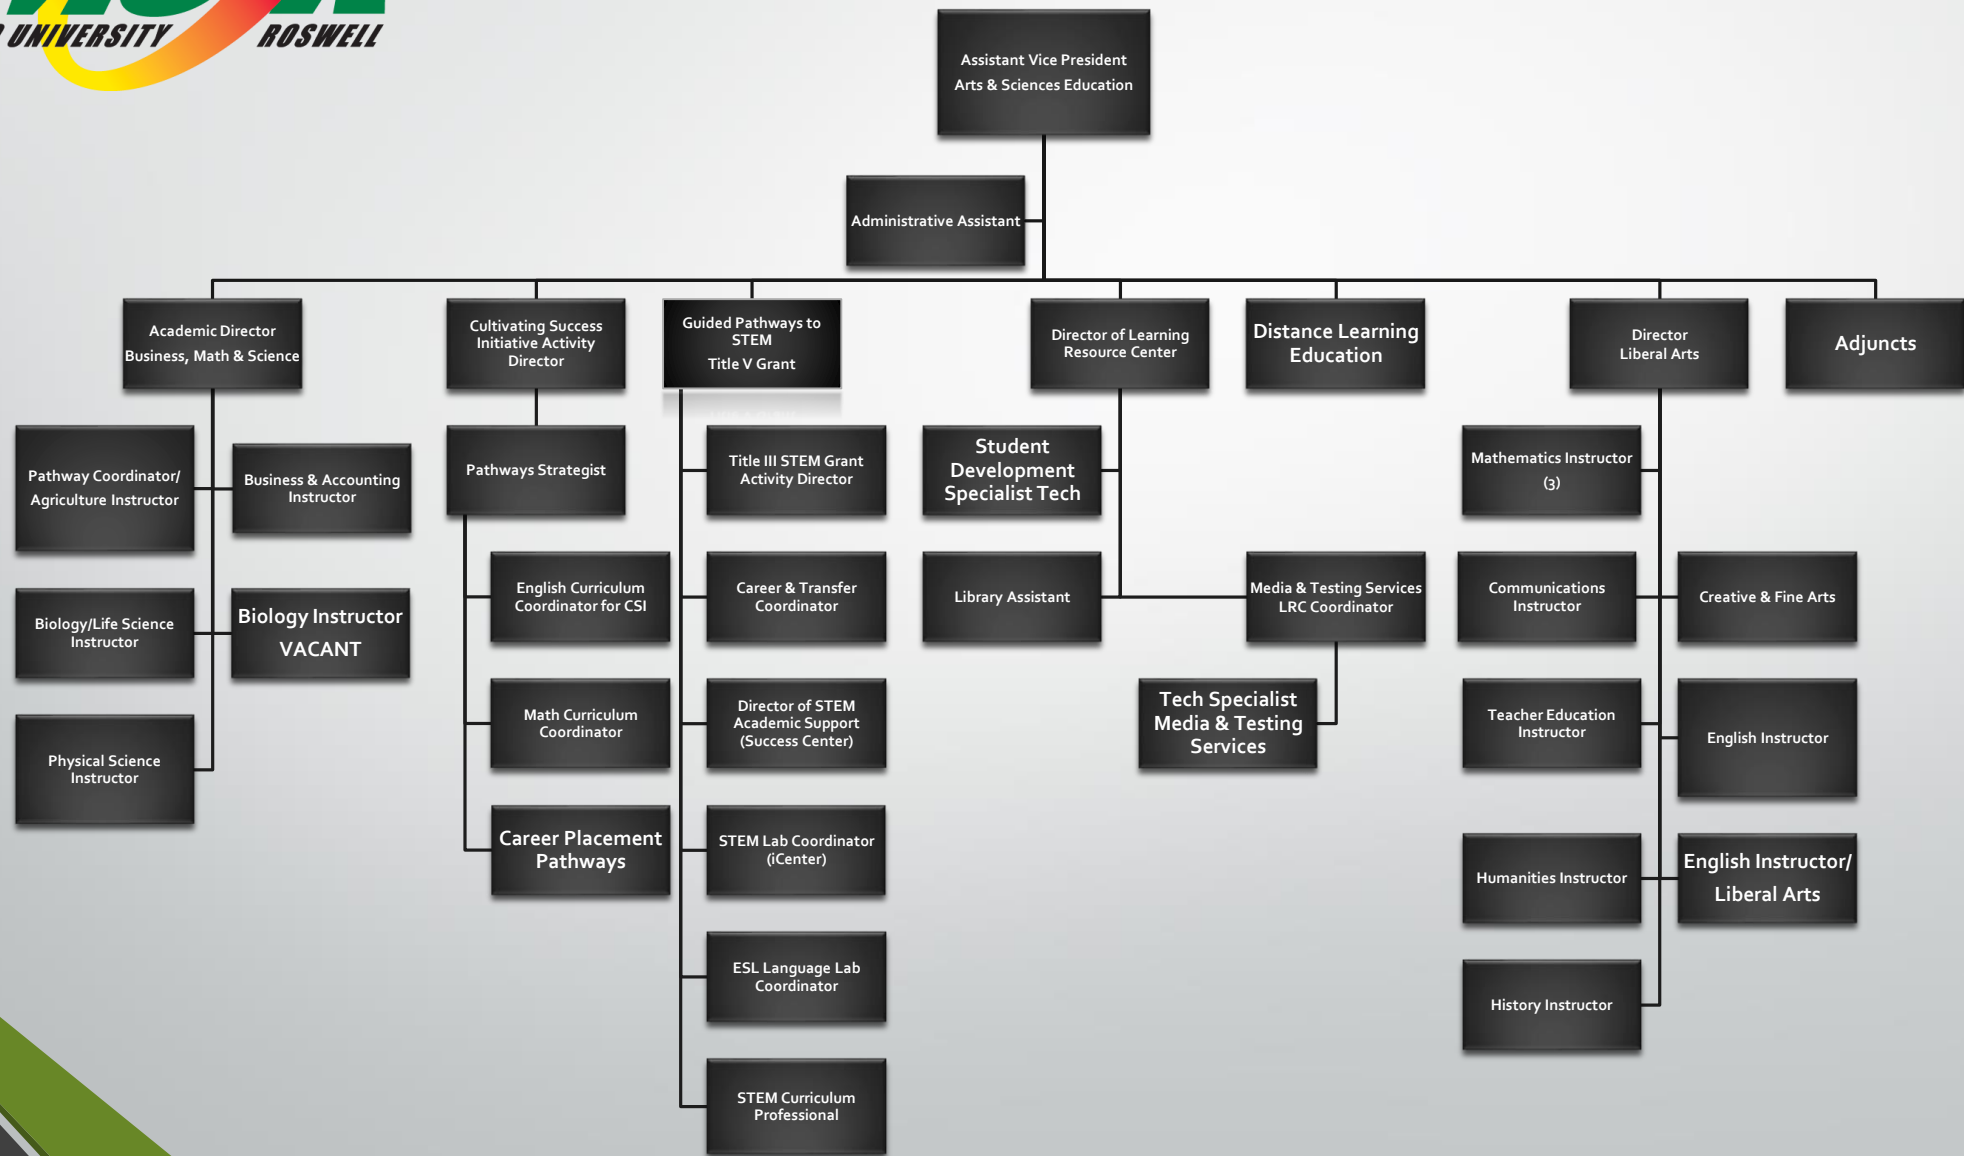 UNIVERSITY
ROSWELL
Assistant Vice President
Arts & Sciences Education
Administrative Assistant
Academic Director
Business, Math & Science
Cultivating Success
Initiative Activity
Director
Guided Pathways to
STEM
Title V Grant
Director of Learning
Resource Center
Distance Learning
Education
Director
Liberal Arts
Adjuncts
Pathway Coordinator/
Agriculture Instructor
Business & Accounting
Instructor
Biology/Life Science
Instructor
Biology Instructor
VACANT
Physical Science
Instructor
Pathways Strategist
English Curriculum
Coordinator for CSI
Math Curriculum
Coordinator
Career Placement
Pathways
Title III STEM Grant
Activity Director
Career & Transfer
Coordinator
Director of STEM
Academic Support
(Success Center)
STEM Lab Coordinator
(iCenter)
ESL Language Lab
Coordinator
STEM Curriculum
Professional
Student
Development
Specialist Tech
Library Assistant
Media & Testing Services
LRC Coordinator
Tech Specialist
Media & Testing
Services
Mathematics Instructor
(3)
Communications
Instructor
Creative & Fine Arts
Teacher Education
Instructor
English Instructor
Humanities Instructor
English Instructor/
Liberal Arts
History Instructor